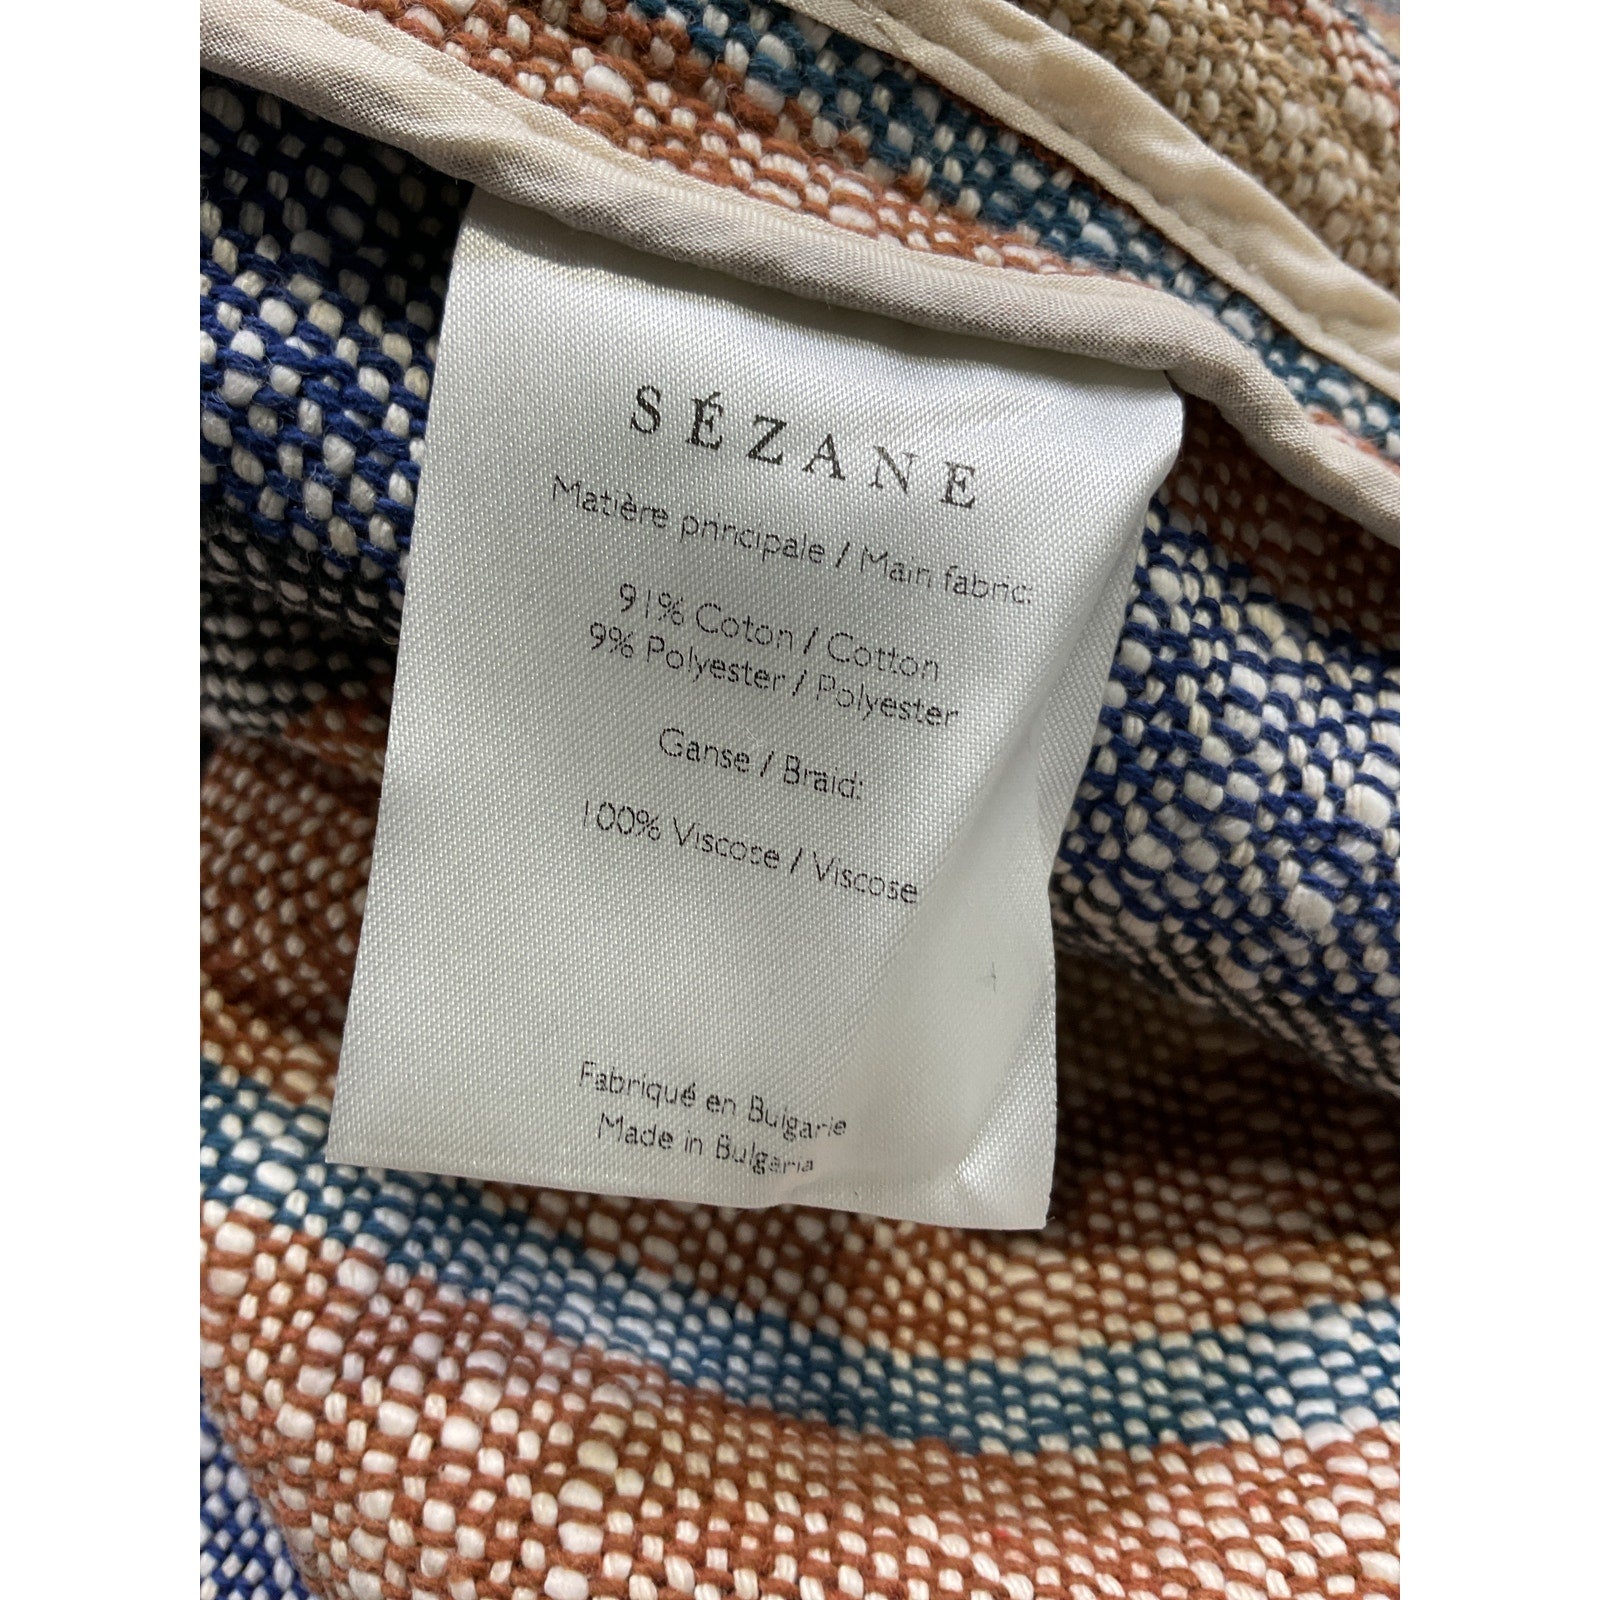 SÉZANE
Matière principale / Main fabric:
91% Coton / Cotton
9% Polyester / Polyester
Ganse / Braid:
100% Viscose / Viscose
Fabriqué en Bulgarie
Made in Bulgaria